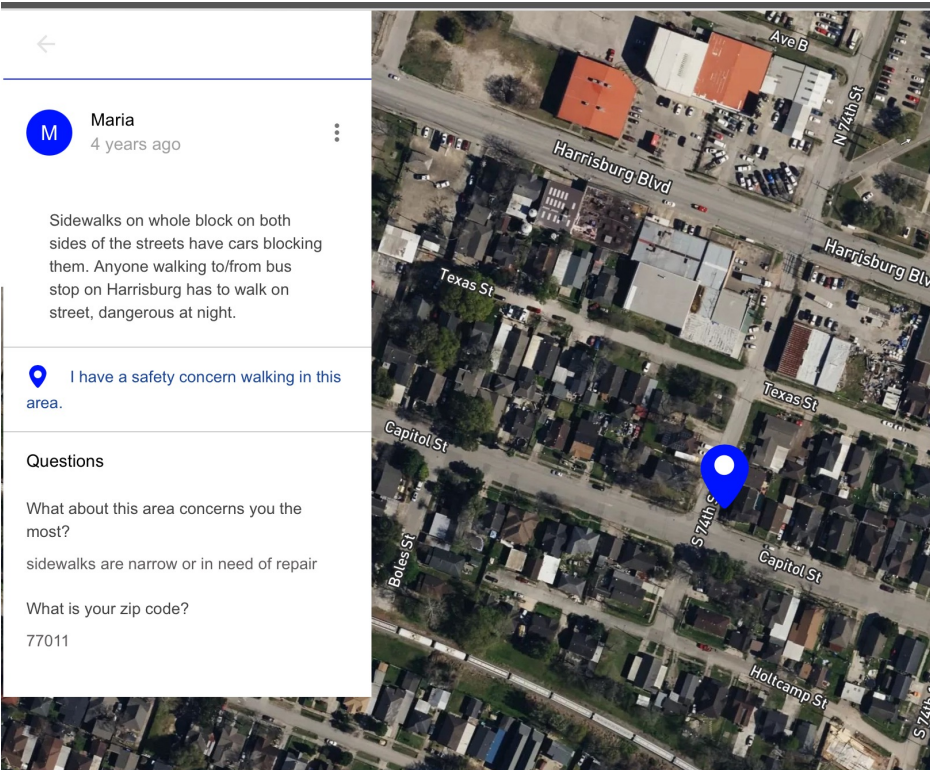 M
Maria
4 years ago
Sidewalks on whole block on both
sides of the streets have cars blocking
them. Anyone walking to/from bus
stop on Harrisburg has to walk on
street, dangerous at night.
I have a safety concern walking in this
area.
Questions
What about this area concerns you the
most?
sidewalks are narrow or in need of repair
What is your zip code?
77011
Ave B
N 74th St
Harrisburg Blvd
Harrisburg Blv
Texas St
Texas St
Capitol St
S 74th S
Boles St
Capitol St
Holtcamp St
S 74th